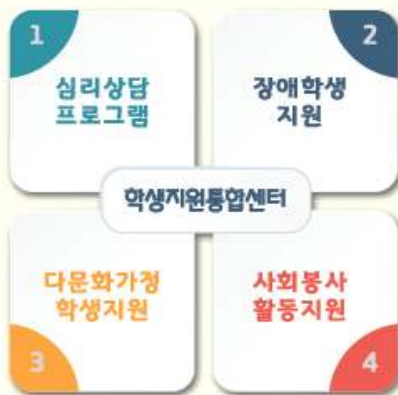 1
심리상담
프로그램
2
장애학생
지원
학생지원통합센터
다문화가정
학생지원
3
사회봉사
활동지원
4